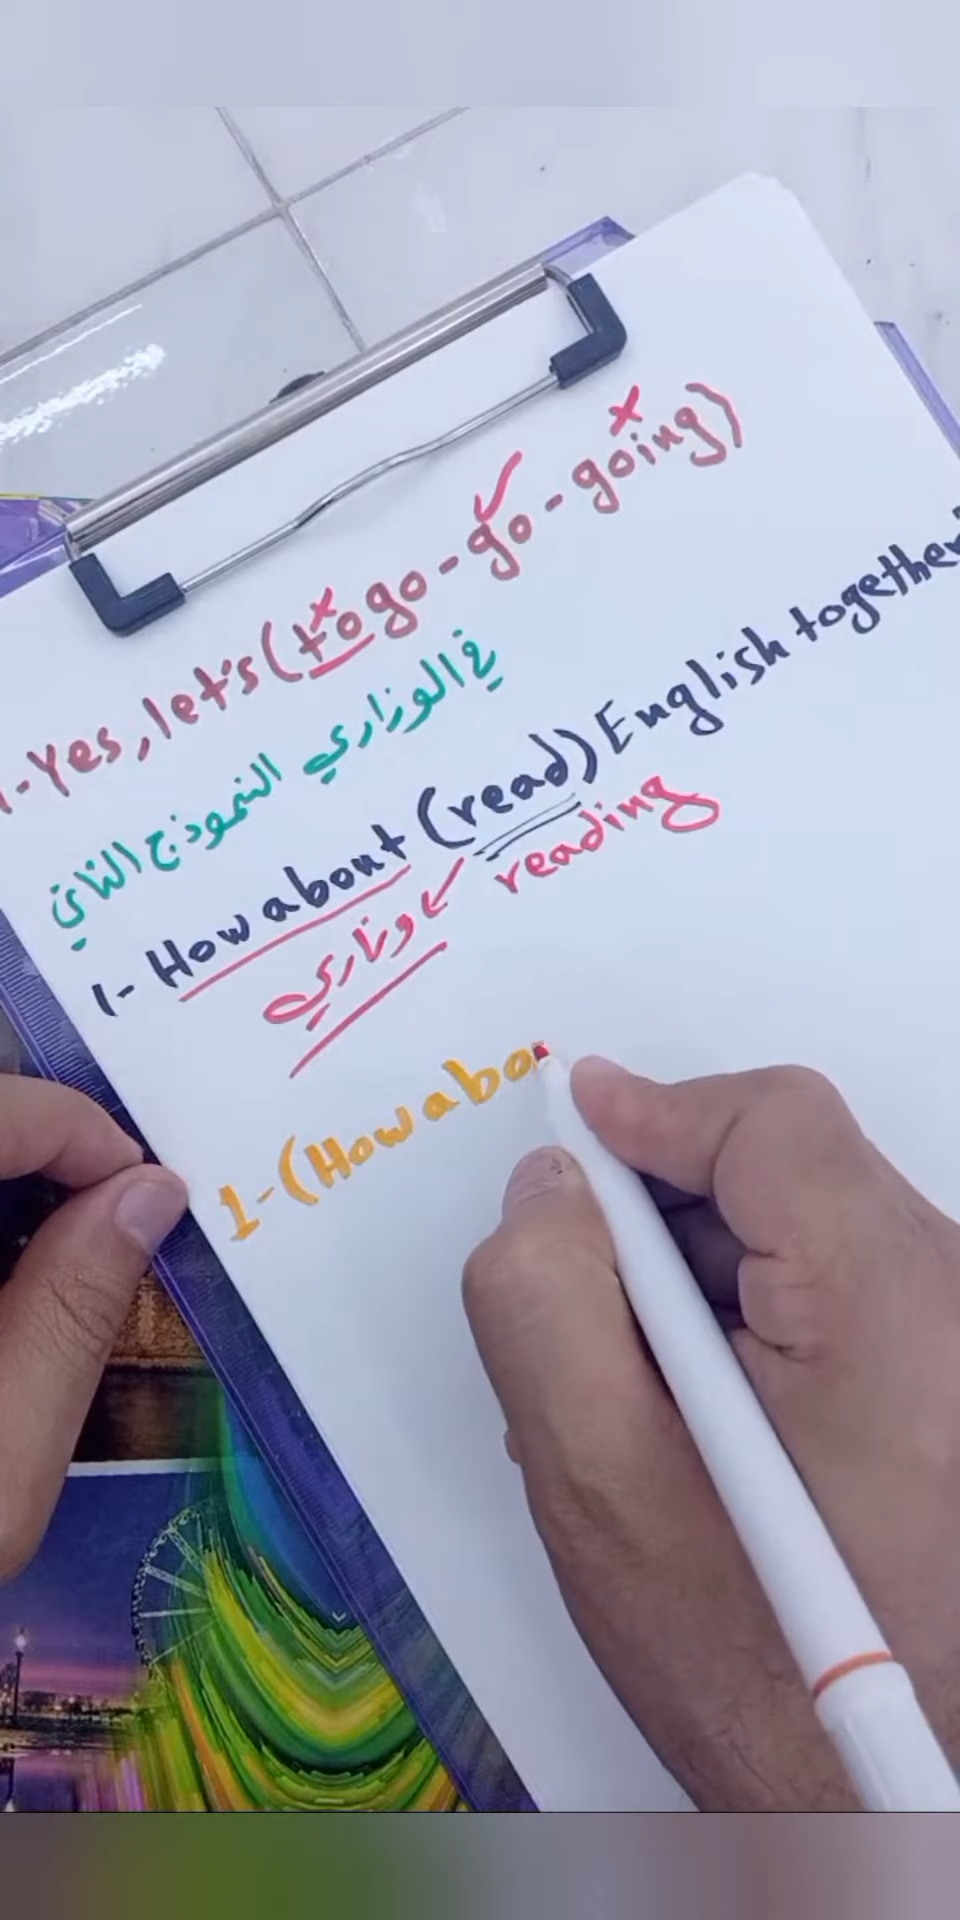 1-Yes, let's (to go - go - going)
في الوزاري النموذج الثاني
1- How about (read) English together
وزاري reading
1-(How abo